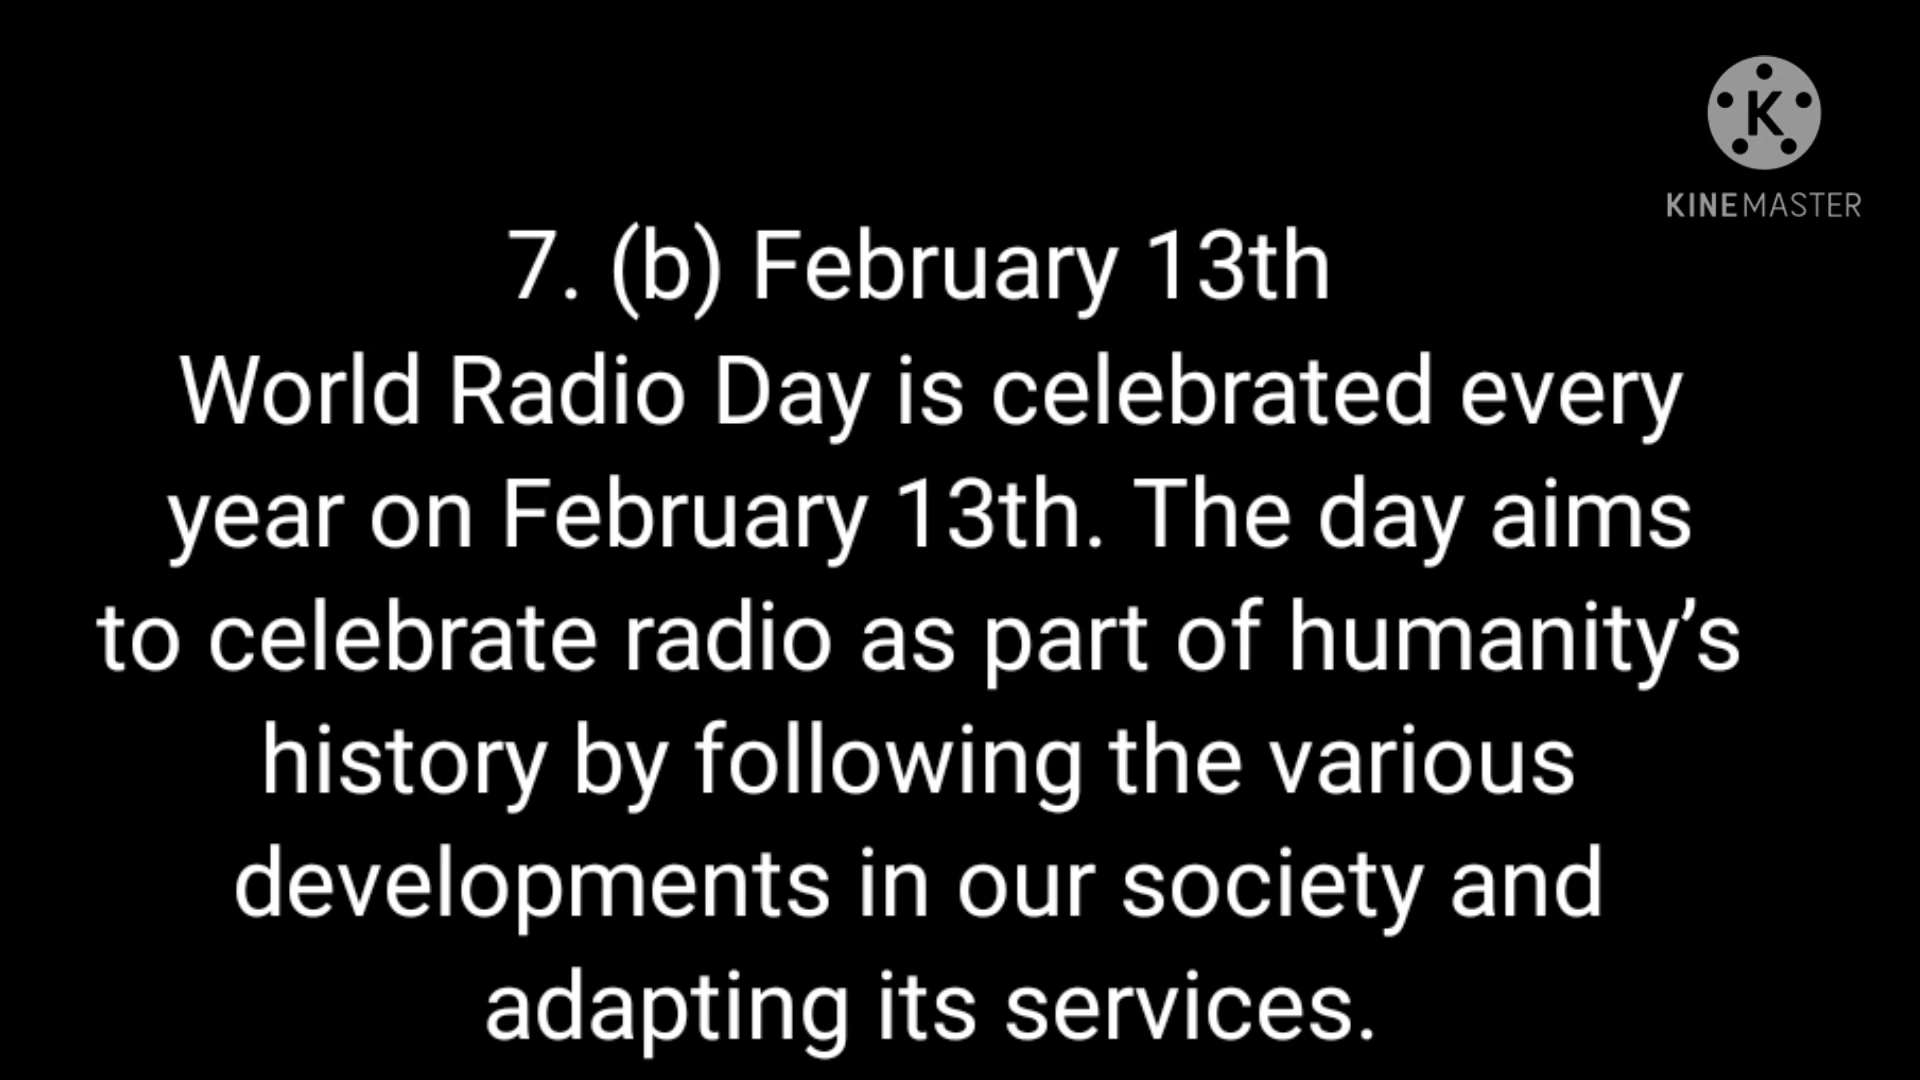 K
KINEMASTER
7. (b) February 13th
World Radio Day is celebrated every
year on February 13th. The day aims
to celebrate radio as part of humanity’s
history by following the various
developments in our society and
adapting its services.